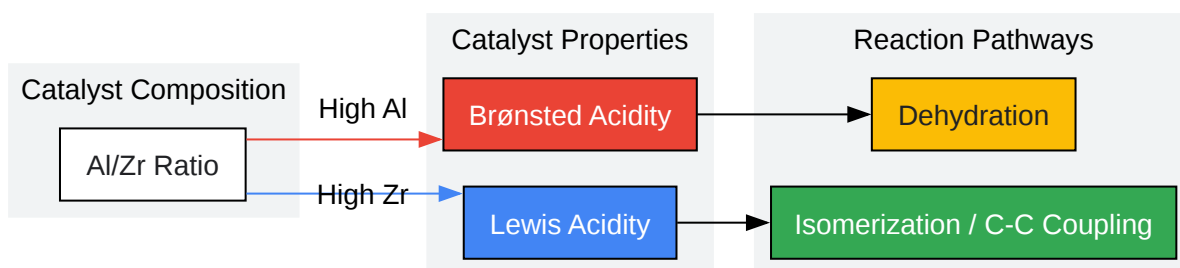 Catalyst Composition
Al/Zr Ratio
High Al
High Zr
Catalyst Properties
Brønsted Acidity
Lewis Acidity
Reaction Pathways
Dehydration
Isomerization / C-C Coupling